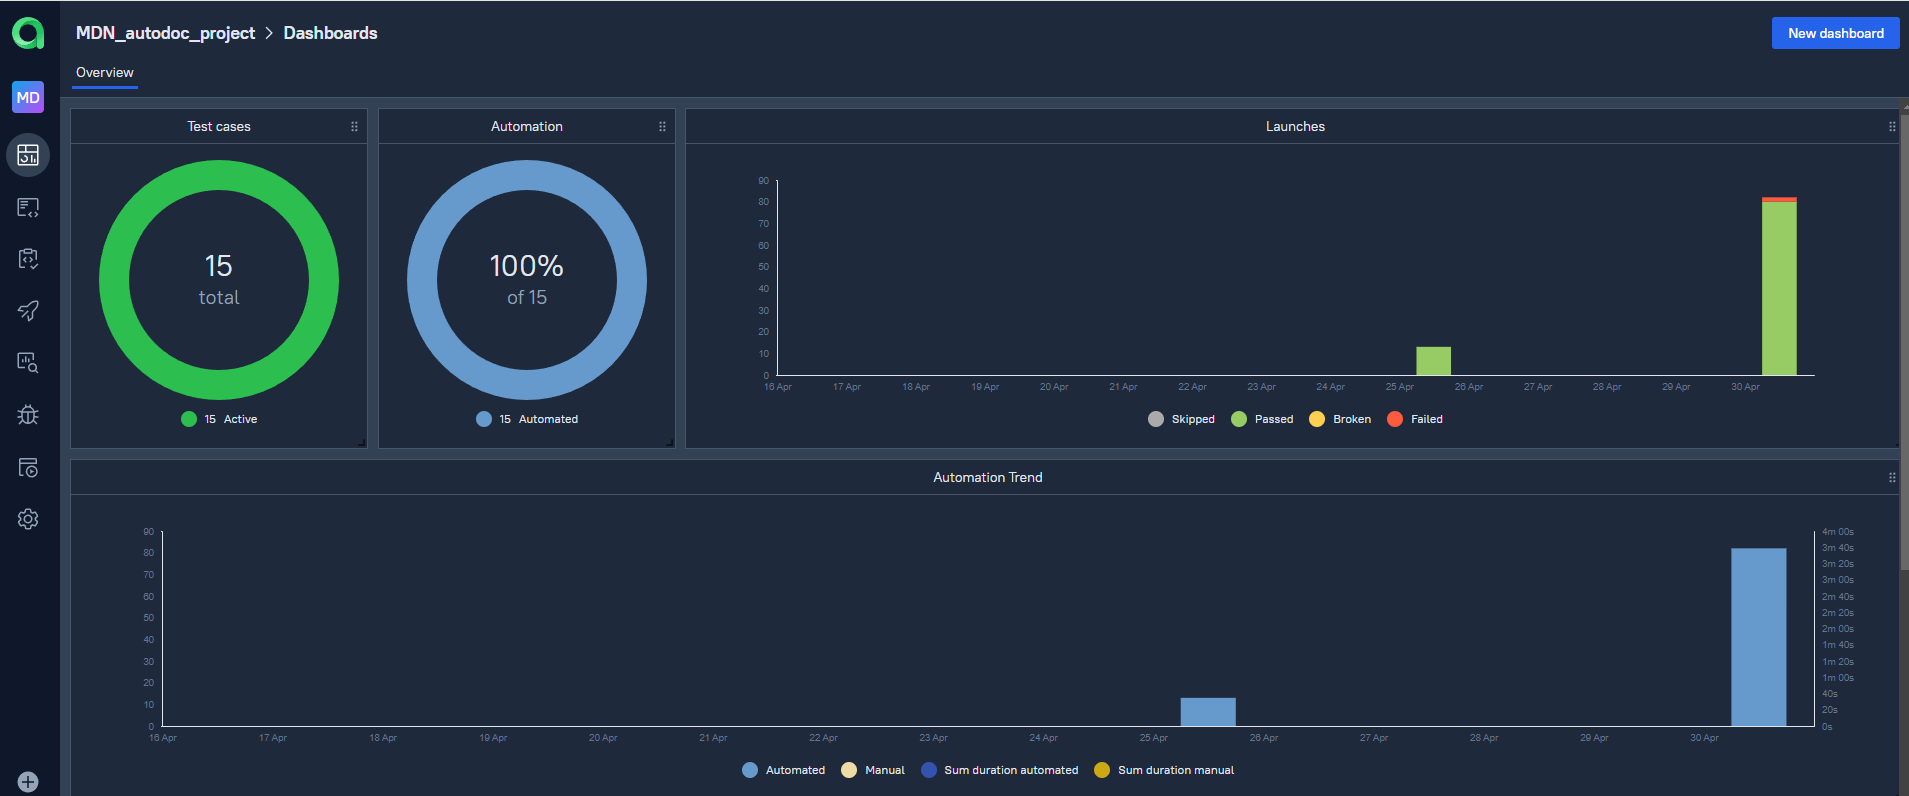 MDN_autodoc_project > Dashboards
New dashboard
Overview
MD
Test cases
15
total
15 Active
Automation
100%
of 15
15 Automated
Launches
90
80
70
60
50
40
30
20
10
0
16 Apr 17 Apr 18 Apr 19 Apr 20 Apr 21 Apr 22 Apr 23 Apr 24 Apr 25 Apr 26 Apr 27 Apr 28 Apr 29 Apr 30 Apr
Skipped Passed Broken Failed
Automation Trend
90
80
70
60
50
40
30
20
10
0
4m 00s
3m 40s
3m 20s
3m 00s
2m 40s
2m 20s
2m 00s
1m 40s
1m 20s
1m 00s
40s
20s
0s
16 Apr 17 Apr 18 Apr 19 Apr 20 Apr 21 Apr 22 Apr 23 Apr 24 Apr 25 Apr 26 Apr 27 Apr 28 Apr 29 Apr 30 Apr
Automated Manual Sum duration automated Sum duration manual